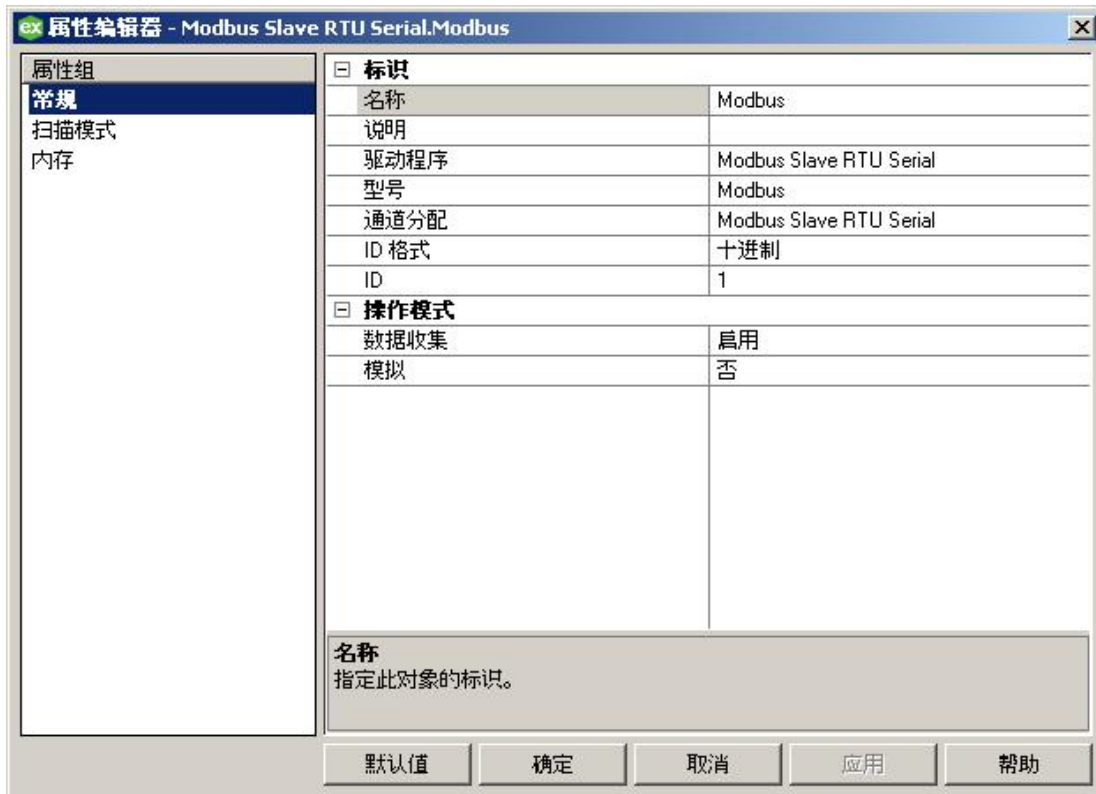 ex 属性编辑器 - Modbus Slave RTU Serial.Modbus
属性组
常规
扫描模式
内存
标识
名称 Modbus
说明
驱动程序 Modbus Slave RTU Serial
型号 Modbus
通道分配 Modbus Slave RTU Serial
ID 格式 十进制
ID 1
操作模式
数据收集 启用
模拟 否
名称
指定此对象的标识。
默认值 确定 取消 应用 帮助